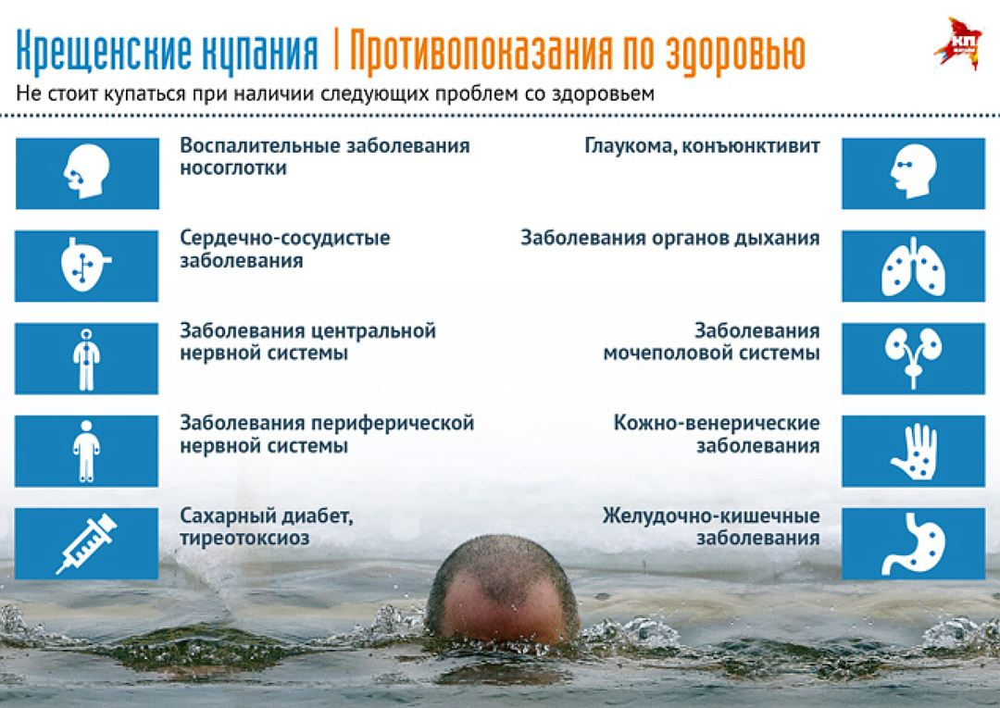 Крещенские купания | Противопоказания по здоровью
КП
Не стоит купаться при наличии следующих проблем со здоровьем
Воспалительные заболевания
носоглотки
Сердечно-сосудистые
заболевания
Заболевания центральной
нервной системы
Заболевания периферической
нервной системы
Сахарный диабет,
тиреотоксиоз
Глаукома, конъюнктивит
Заболевания органов дыхания
Заболевания
мочеполовой системы
Кожно-венерические
заболевания
Желудочно-кишечные
заболевания